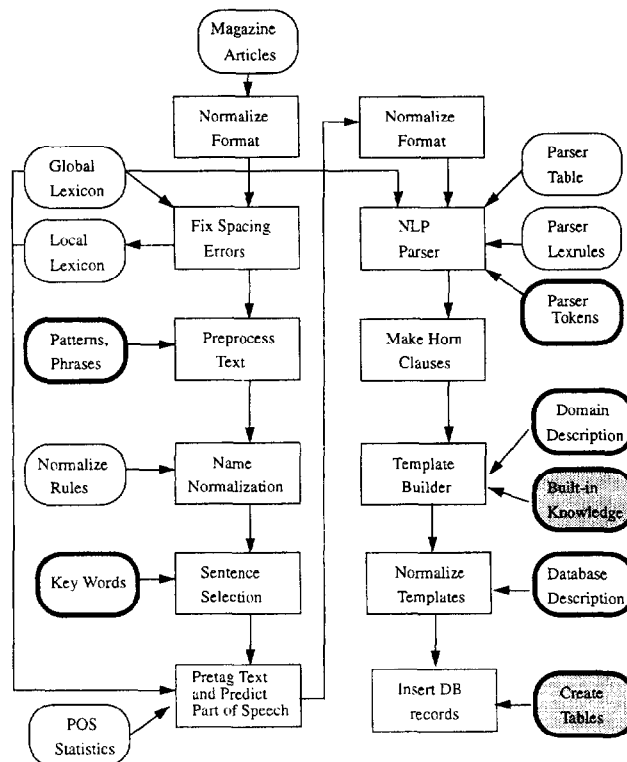 Magazine
Articles
Normalize
Format
Normalize
Format
Global
Lexicon
Parser
Table
Local
Lexicon
Fix Spacing
Errors
NLP
Parser
Parser
Lexrules
Parser
Tokens
Patterns,
Phrases
Preprocess
Text
Make Horn
Clauses
Domain
Description
Normalize
Rules
Name
Normalization
Template
Builder
Built-in
Knowledge
Key Words
Sentence
Selection
Normalize
Templates
Database
Description
Pretag Text
and Predict
Part of Speech
Insert DB
records
Create
Tables
POS
Statistics